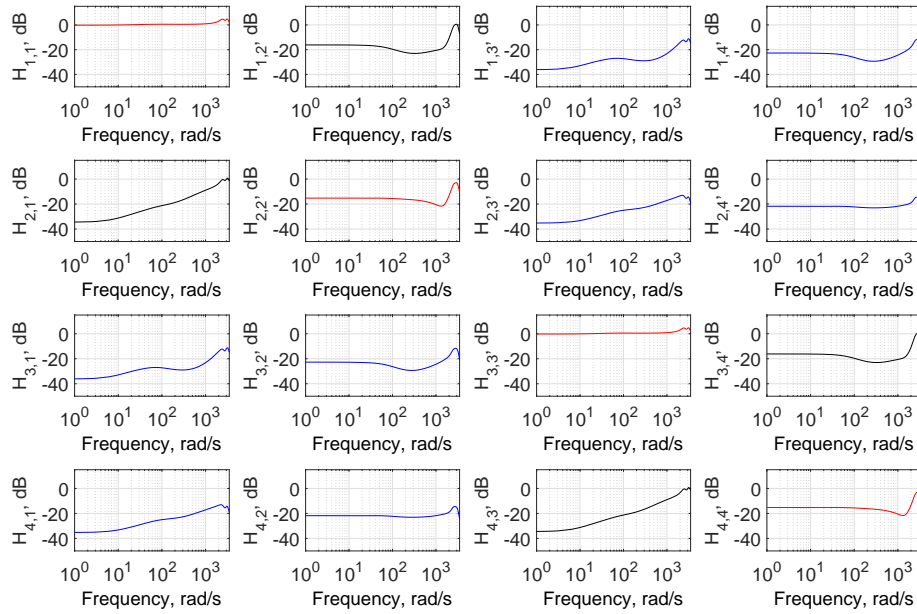 H1,1, dB
0
-20
-40
10^0 10^1 10^2 10^3
Frequency, rad/s
H1,2, dB
0
-20
-40
10^0 10^1 10^2 10^3
Frequency, rad/s
H1,3, dB
0
-20
-40
10^0 10^1 10^2 10^3
Frequency, rad/s
H1,4, dB
0
-20
-40
10^0 10^1 10^2 10^3
Frequency, rad/s
H2,1, dB
0
-20
-40
10^0 10^1 10^2 10^3
Frequency, rad/s
H2,2, dB
0
-20
-40
10^0 10^1 10^2 10^3
Frequency, rad/s
H2,3, dB
0
-20
-40
10^0 10^1 10^2 10^3
Frequency, rad/s
H2,4, dB
0
-20
-40
10^0 10^1 10^2 10^3
Frequency, rad/s
H3,1, dB
0
-20
-40
10^0 10^1 10^2 10^3
Frequency, rad/s
H3,2, dB
0
-20
-40
10^0 10^1 10^2 10^3
Frequency, rad/s
H3,3, dB
0
-20
-40
10^0 10^1 10^2 10^3
Frequency, rad/s
H3,4, dB
0
-20
-40
10^0 10^1 10^2 10^3
Frequency, rad/s
H4,1, dB
0
-20
-40
10^0 10^1 10^2 10^3
Frequency, rad/s
H4,2, dB
0
-20
-40
10^0 10^1 10^2 10^3
Frequency, rad/s
H4,3, dB
0
-20
-40
10^0 10^1 10^2 10^3
Frequency, rad/s
H4,4, dB
0
-20
-40
10^0 10^1 10^2 10^3
Frequency, rad/s